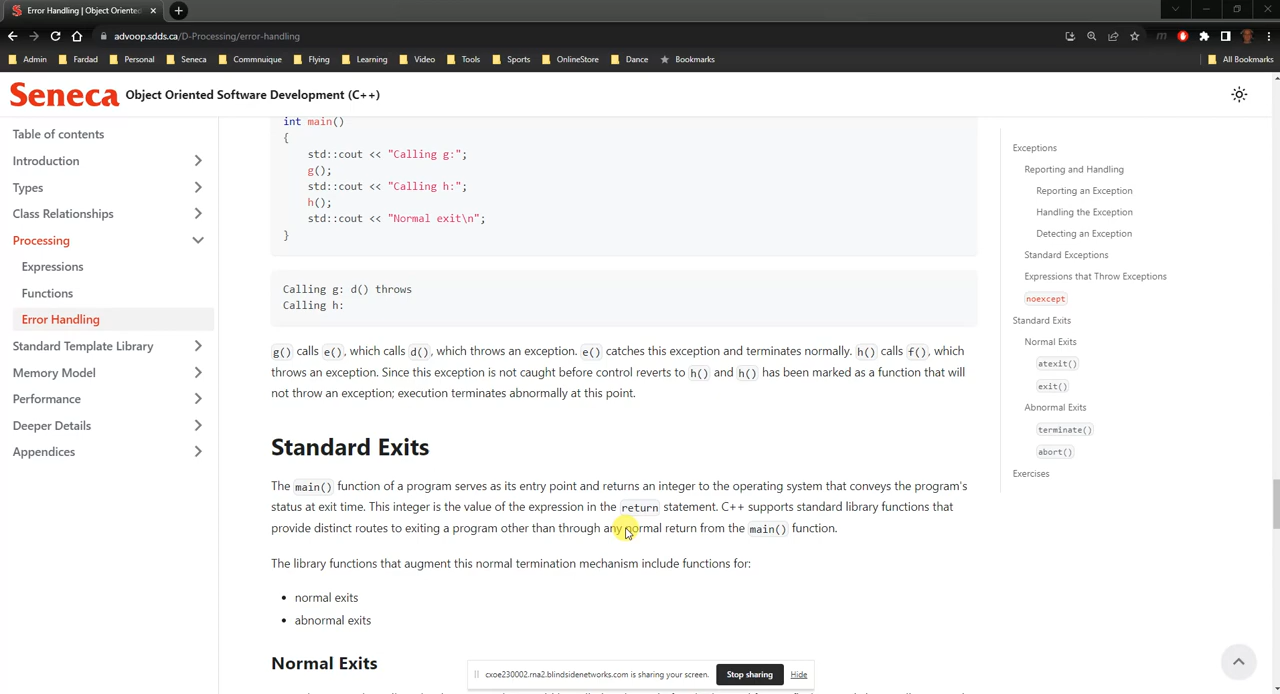 Error Handling | Object Oriented
advoop.sdds.ca/D-Processing/error-handling
Admin Fardad Personal Seneca Commnuique Flying Learning Video Tools Sports OnlineStore Dance Bookmarks All Bookmarks
Seneca Object Oriented Software Development (C++)
Table of contents
Introduction
Types
Class Relationships
Processing
Expressions
Functions
Error Handling
Standard Template Library
Memory Model
Performance
Deeper Details
Appendices
int main()
{
std::cout << "Calling g:";
g();
std::cout << "Calling h:";
h();
std::cout << "Normal exit\n";
}
Calling g: d() throws
Calling h:
g() calls e(), which calls d(), which throws an exception. e() catches this exception and terminates normally. h() calls f(), which
throws an exception. Since this exception is not caught before control reverts to h() and h() has been marked as a function that will
not throw an exception; execution terminates abnormally at this point.
Standard Exits
The main() function of a program serves as its entry point and returns an integer to the operating system that conveys the program's
status at exit time. This integer is the value of the expression in the return statement. C++ supports standard library functions that
provide distinct routes to exiting a program other than through any normal return from the main() function.
The library functions that augment this normal termination mechanism include functions for:
• normal exits
• abnormal exits
Normal Exits
Exceptions
Reporting and Handling
Reporting an Exception
Handling the Exception
Detecting an Exception
Standard Exceptions
Expressions that Throw Exceptions
noexcept
Standard Exits
Normal Exits
atexit()
exit()
Abnormal Exits
terminate()
abort()
Exercises
cxoe230002.rna2.blindsidenetworks.com is sharing your screen. Stop sharing Hide